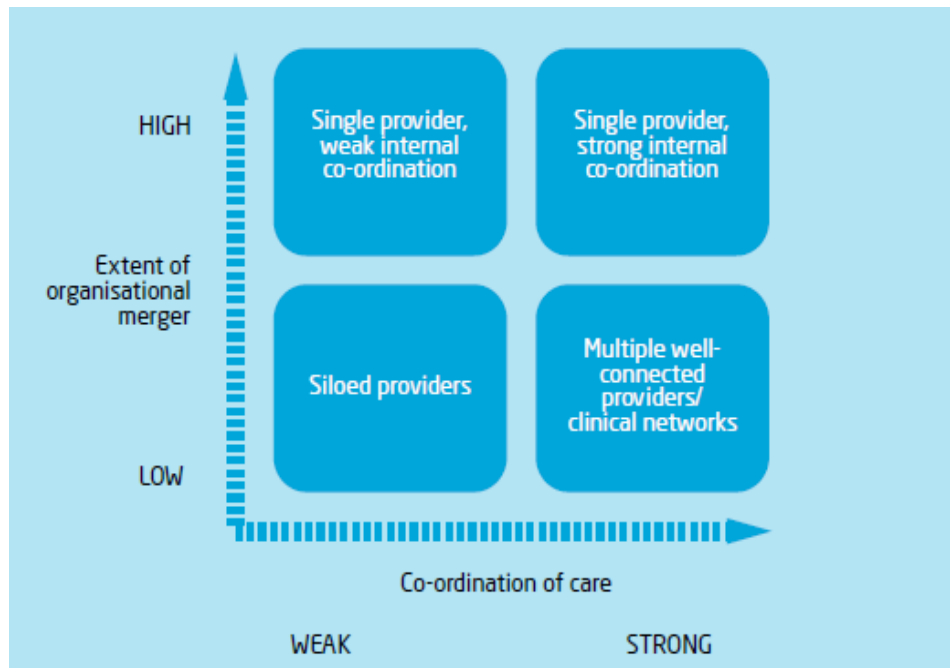 HIGH
Single provider,
weak internal
co-ordination
Single provider,
strong internal
co-ordination
Extent of
organisational
merger
Siloed providers
Multiple well-
connected
providers/
clinical networks
LOW
Co-ordination of care
WEAK
STRONG